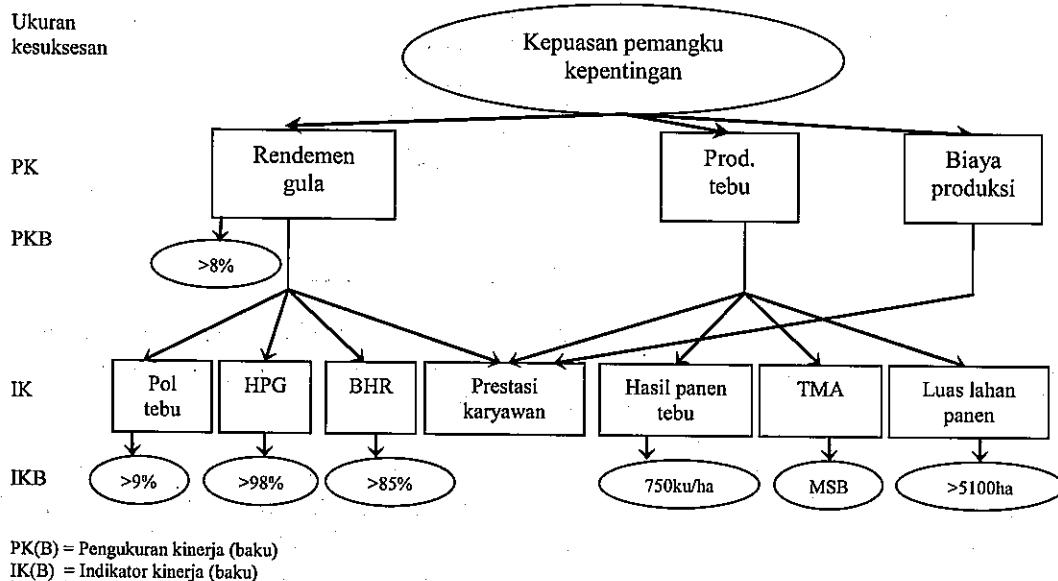 Ukuran
kesuksesan
Kepuasan pemangku
kepentingan
PK
Rendemen
gula
Prod.
tebu
Biaya
produksi
PKB
>8%
IK
Pol
tebu
HPG
BHR
Prestasi
karyawan
Hasil panen
tebu
TMA
Luas lahan
panen
IKB
>9%
>98%
>85%
750ku/ha
MSB
>5100ha
PK(B) = Pengukuran kinerja (baku)
IK(B) = Indikator kinerja (baku)